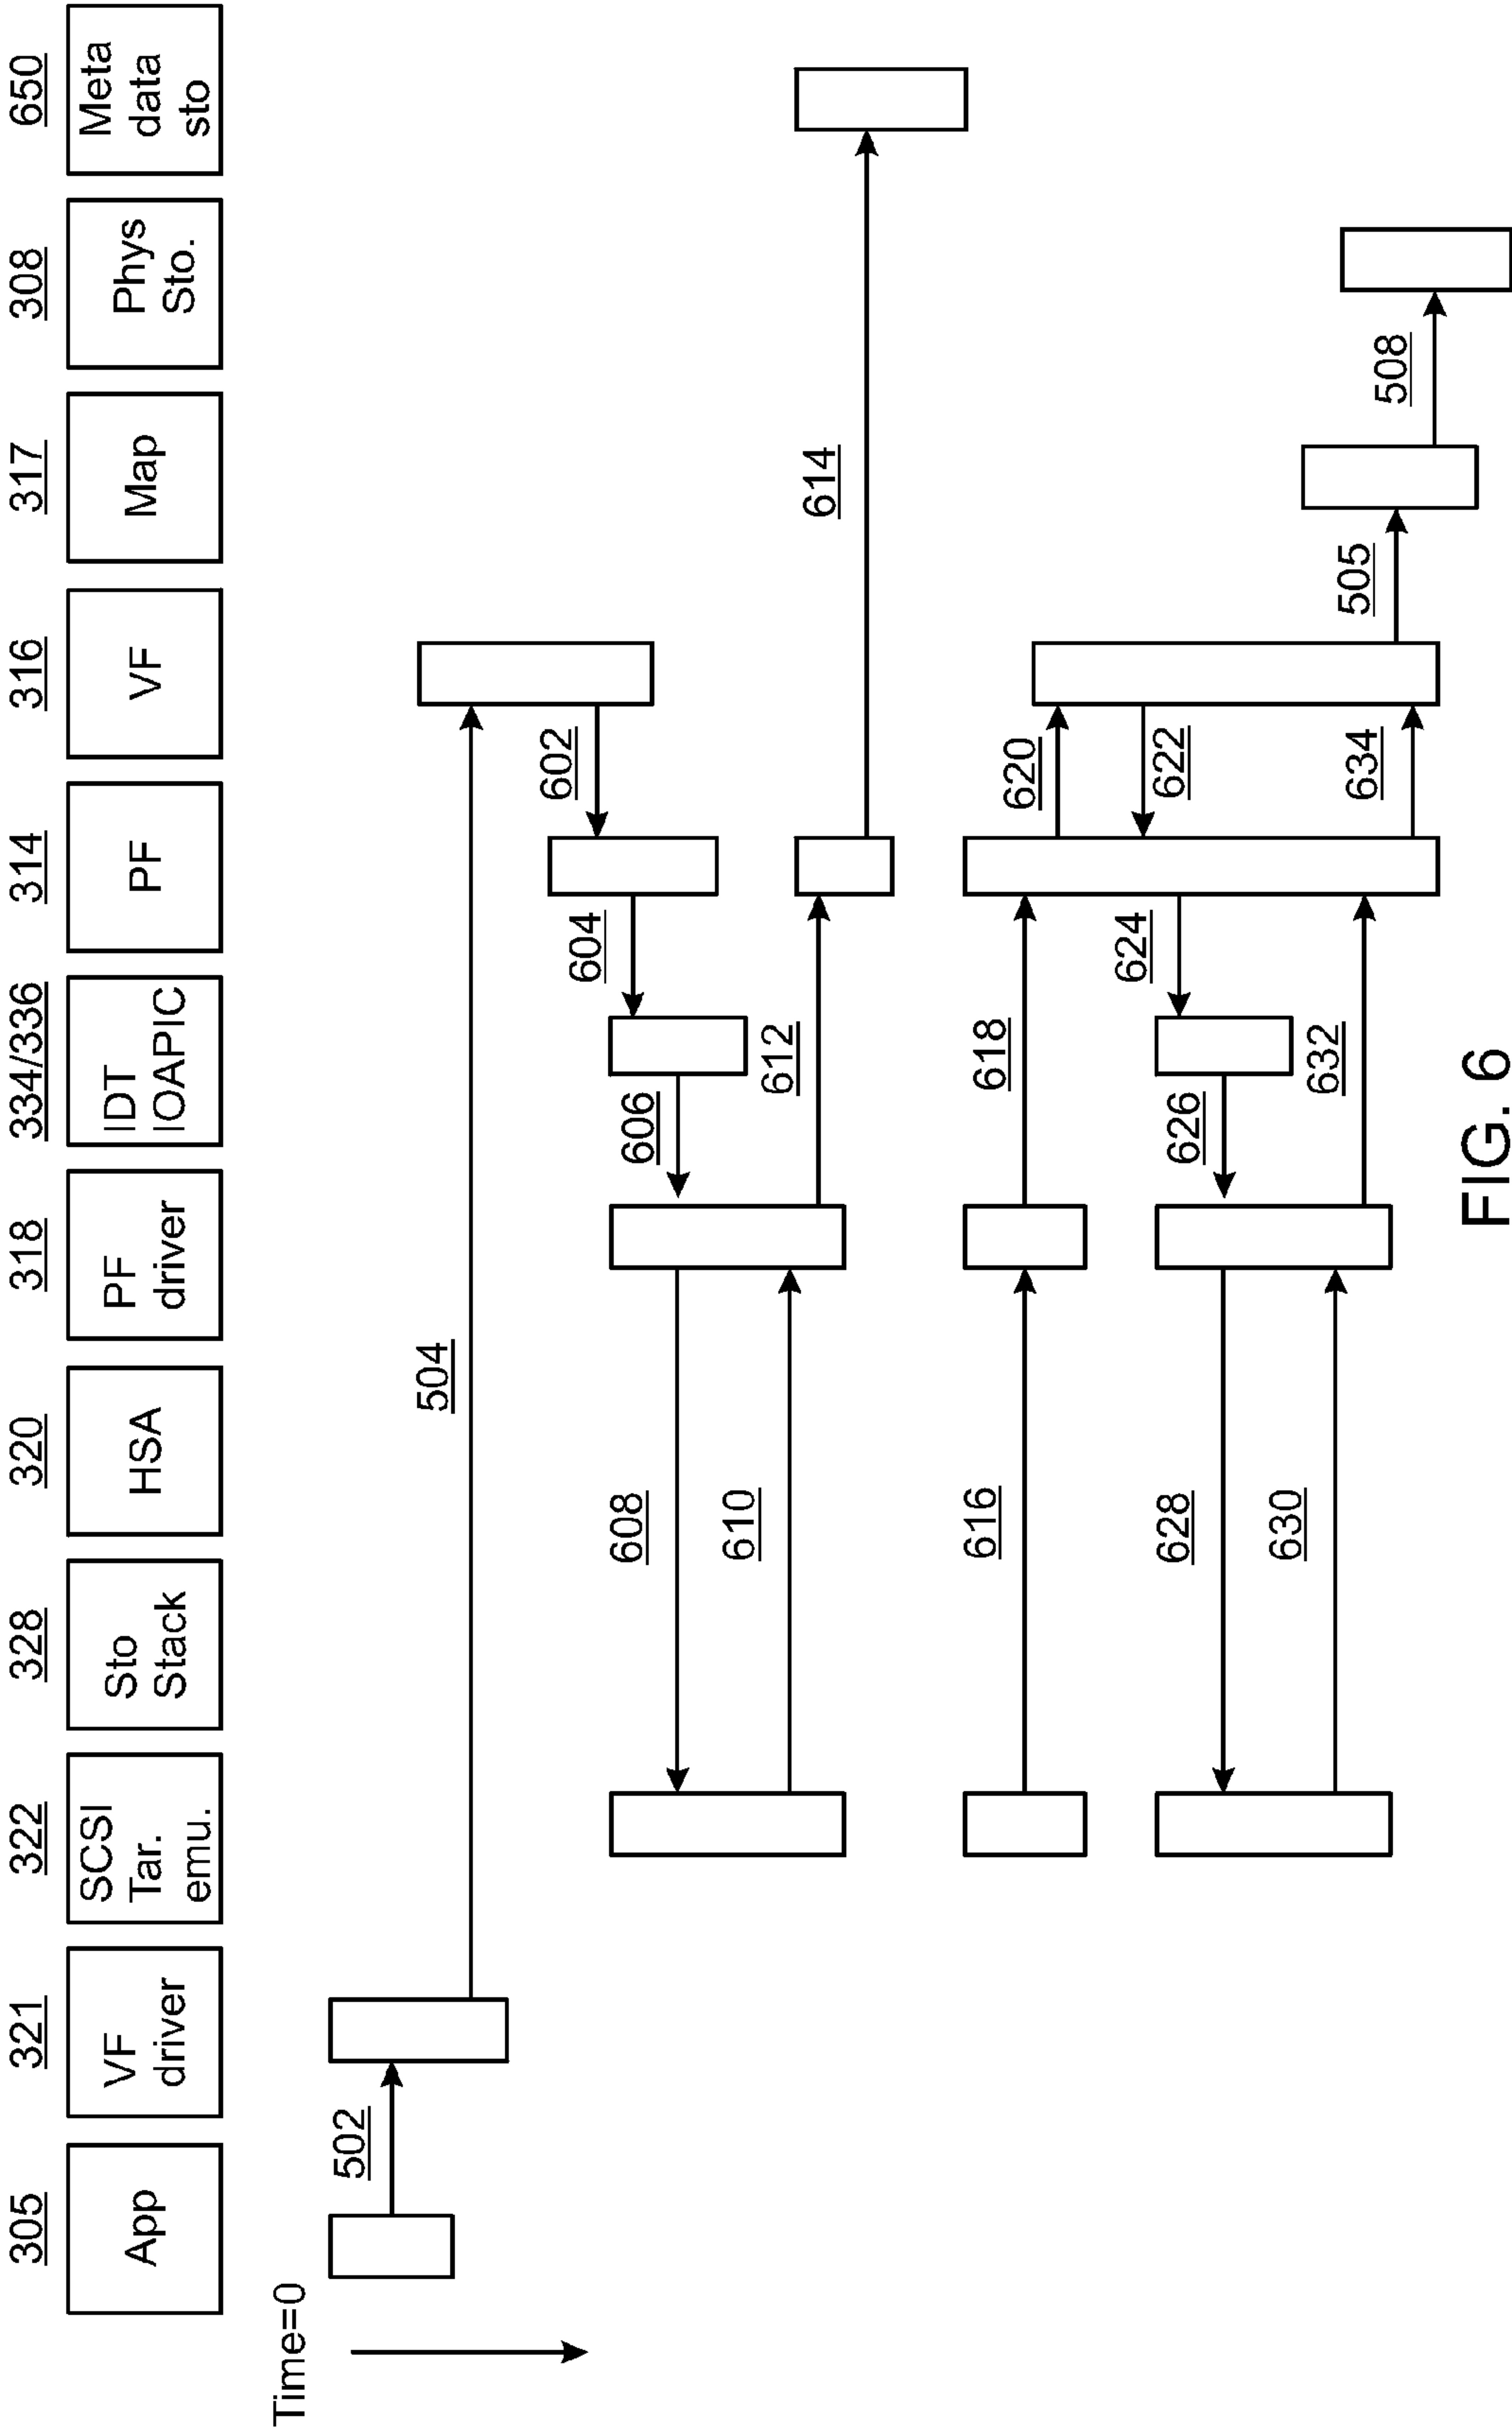 305
321
322
328
320
318
334/336
314
316
317
308
650
App
VF
driver
SCSI
Tar.
emu.
Sto
Stack
HSA
PF
driver
IDT
IOAPIC
PF
VF
Map
Phys
Sto.
Meta
data
sto
Time=0
502
504
602
604
606
608
610
612
614
616
618
620
622
624
626
628
630
632
634
505
508
FIG. 6